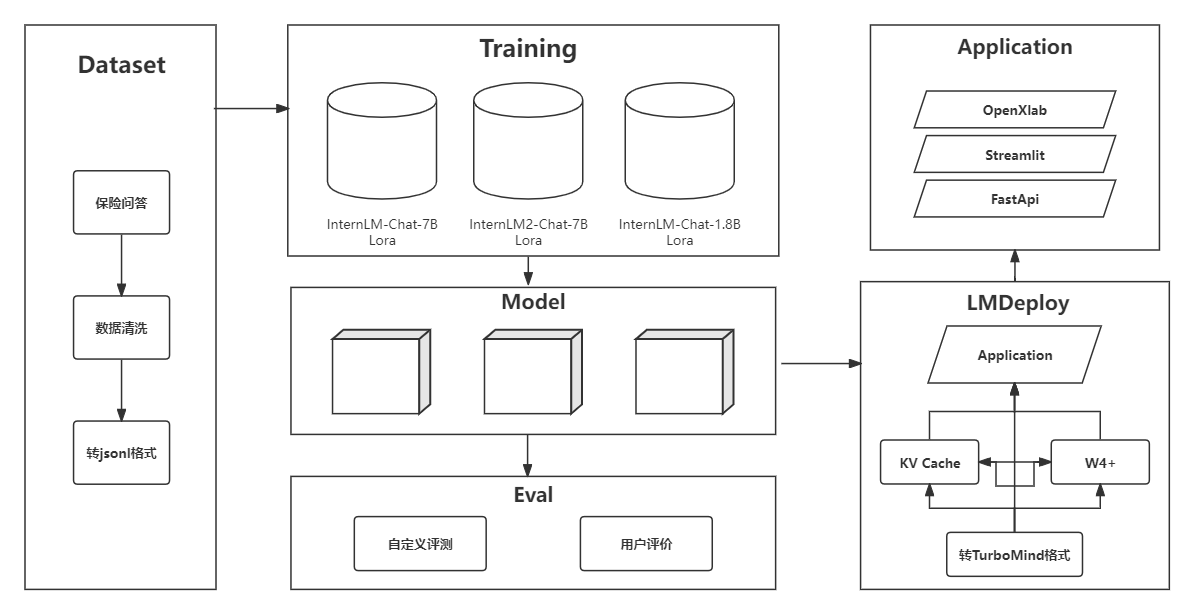 Dataset
保险问答
数据清洗
转jsonl格式
Training
InternLM-Chat-7B
Lora
InternLM2-Chat-7B
Lora
InternLM-Chat-1.8B
Lora
Model
Eval
自定义评测
用户评价
Application
OpenXlab
Streamlit
FastApi
LMDeploy
Application
KV Cache
W4+
转TurboMind格式